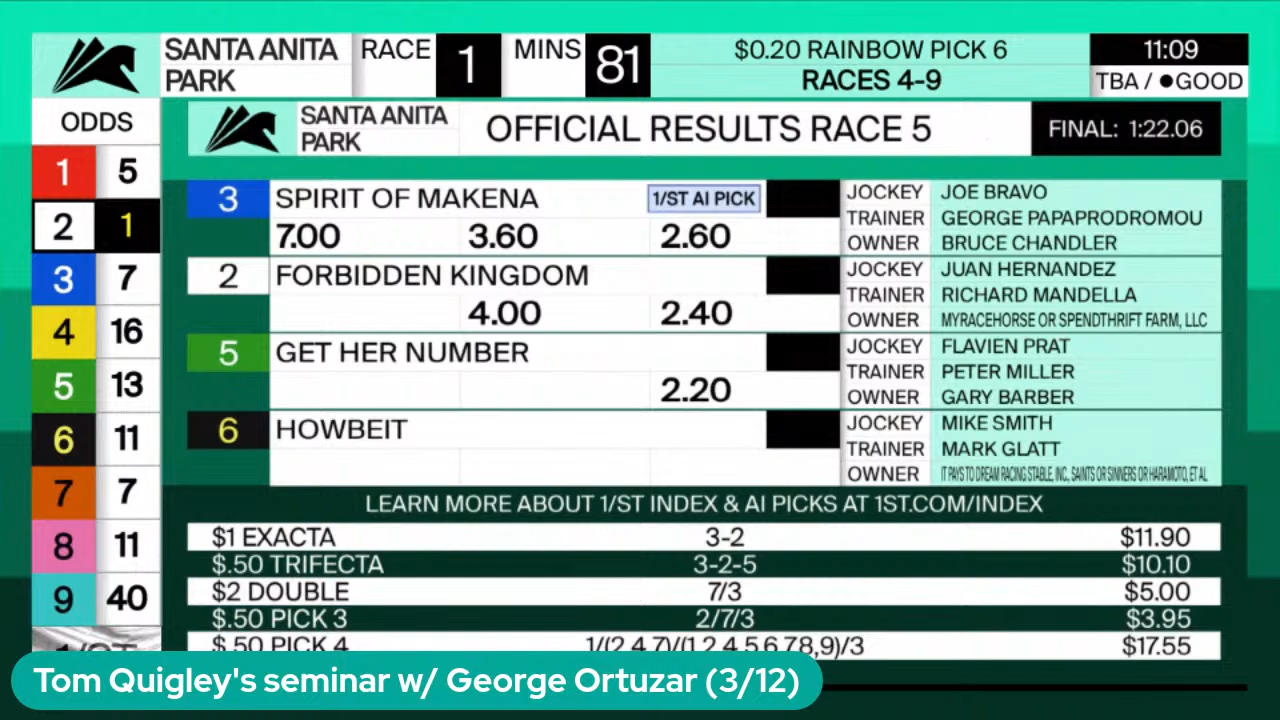 SANTA ANITA PARK
RACE 1
MINS 81
$0.20 RAINBOW PICK 6
RACES 4-9
11:09
TBA / ●GOOD
ODDS
1 5
2 1
3 7
4 16
5 13
6 11
7 7
8 11
9 40
1/ST
SANTA ANITA PARK
OFFICIAL RESULTS RACE 5
FINAL: 1:22.06
3 SPIRIT OF MAKENA 1/ST AI PICK
7.00 3.60 2.60
JOCKEY JOE BRAVO
TRAINER GEORGE PAPAPRODROMOU
OWNER BRUCE CHANDLER
2 FORBIDDEN KINGDOM
4.00 2.40
JOCKEY JUAN HERNANDEZ
TRAINER RICHARD MANDELLA
OWNER MYRACEHORSE OR SPENDTHRIFT FARM, LLC
5 GET HER NUMBER
2.20
JOCKEY FLAVIEN PRAT
TRAINER PETER MILLER
OWNER GARY BARBER
6 HOWBEIT
JOCKEY MIKE SMITH
TRAINER MARK GLATT
OWNER IT PAYS TO DREAM RACING STABLE, INC, SAINTS OR SINNERS OR HARAMOTO, ET AL
LEARN MORE ABOUT 1/ST INDEX & AI PICKS AT 1ST.COM/INDEX
$1 EXACTA 3-2 $11.90
$.50 TRIFECTA 3-2-5 $10.10
$2 DOUBLE 7/3 $5.00
$.50 PICK 3 2/7/3 $3.95
$.50 PICK 4 1/(2,4,7)/(1,2,4,5,6,7,8,9)/3 $17.55
Tom Quigley's seminar w/ George Ortuzar (3/12)